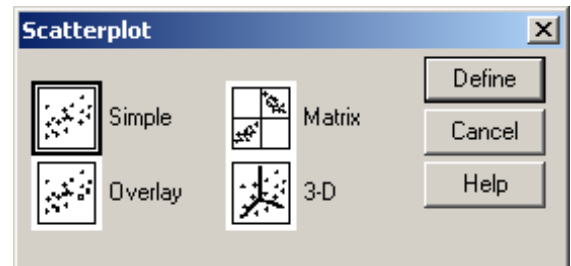 Scatterplot
Simple
Matrix
Overlay
3-D
Define
Cancel
Help